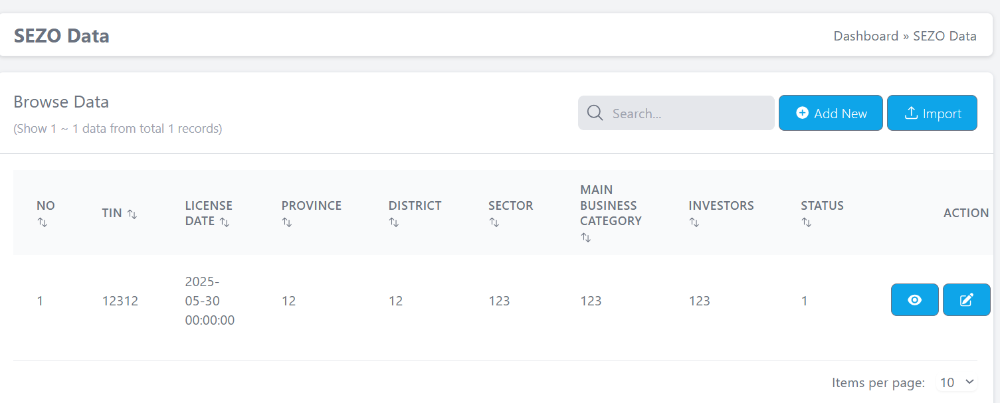 SEZO Data
Dashboard » SEZO Data
Browse Data
(Show 1 ~ 1 data from total 1 records)
Search...
Add New
Import
NO
TIN
LICENSE
DATE
PROVINCE
DISTRICT
SECTOR
MAIN
BUSINESS
CATEGORY
INVESTORS
STATUS
ACTION
1
12312
2025-
05-30
00:00:00
12
12
123
123
123
1
Items per page: 10